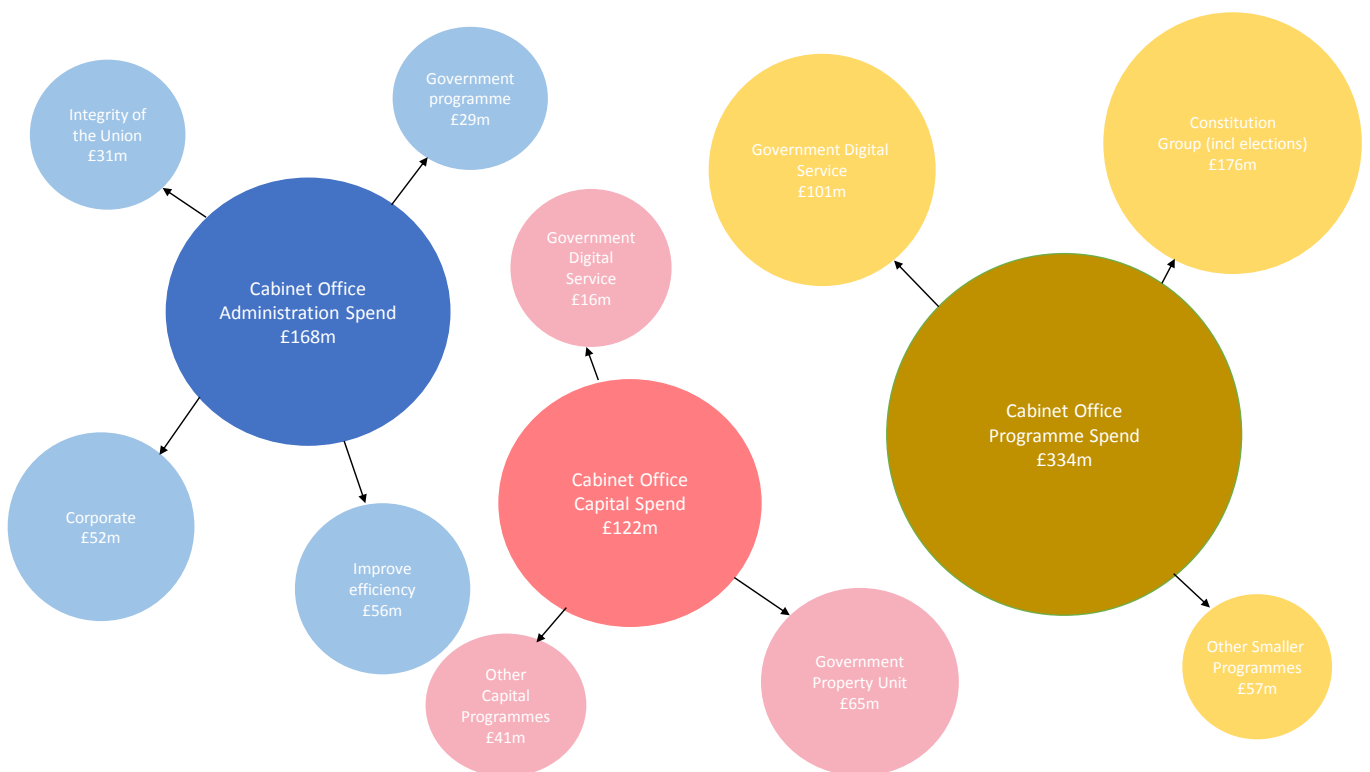 Integrity of
the Union
£31m
Government
programme
£29m
Cabinet Office
Administration Spend
£168m
Corporate
£52m
Improve
efficiency
£56m
Government
Digital
Service
£16m
Cabinet Office
Capital Spend
£122m
Other
Capital
Programmes
£41m
Government
Property Unit
£65m
Government Digital
Service
£101m
Constitution
Group (incl elections)
£176m
Cabinet Office
Programme Spend
£334m
Other Smaller
Programmes
£57m